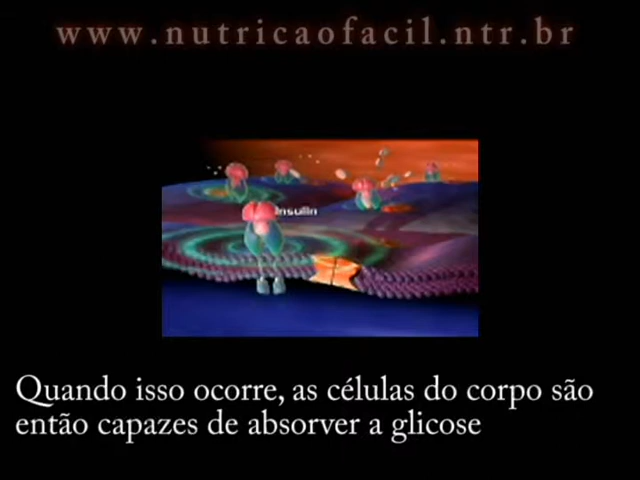 www.nutricaofacil.ntr.br
Insulin
Quando isso ocorre, as células do corpo são
então capazes de absorver a glicose